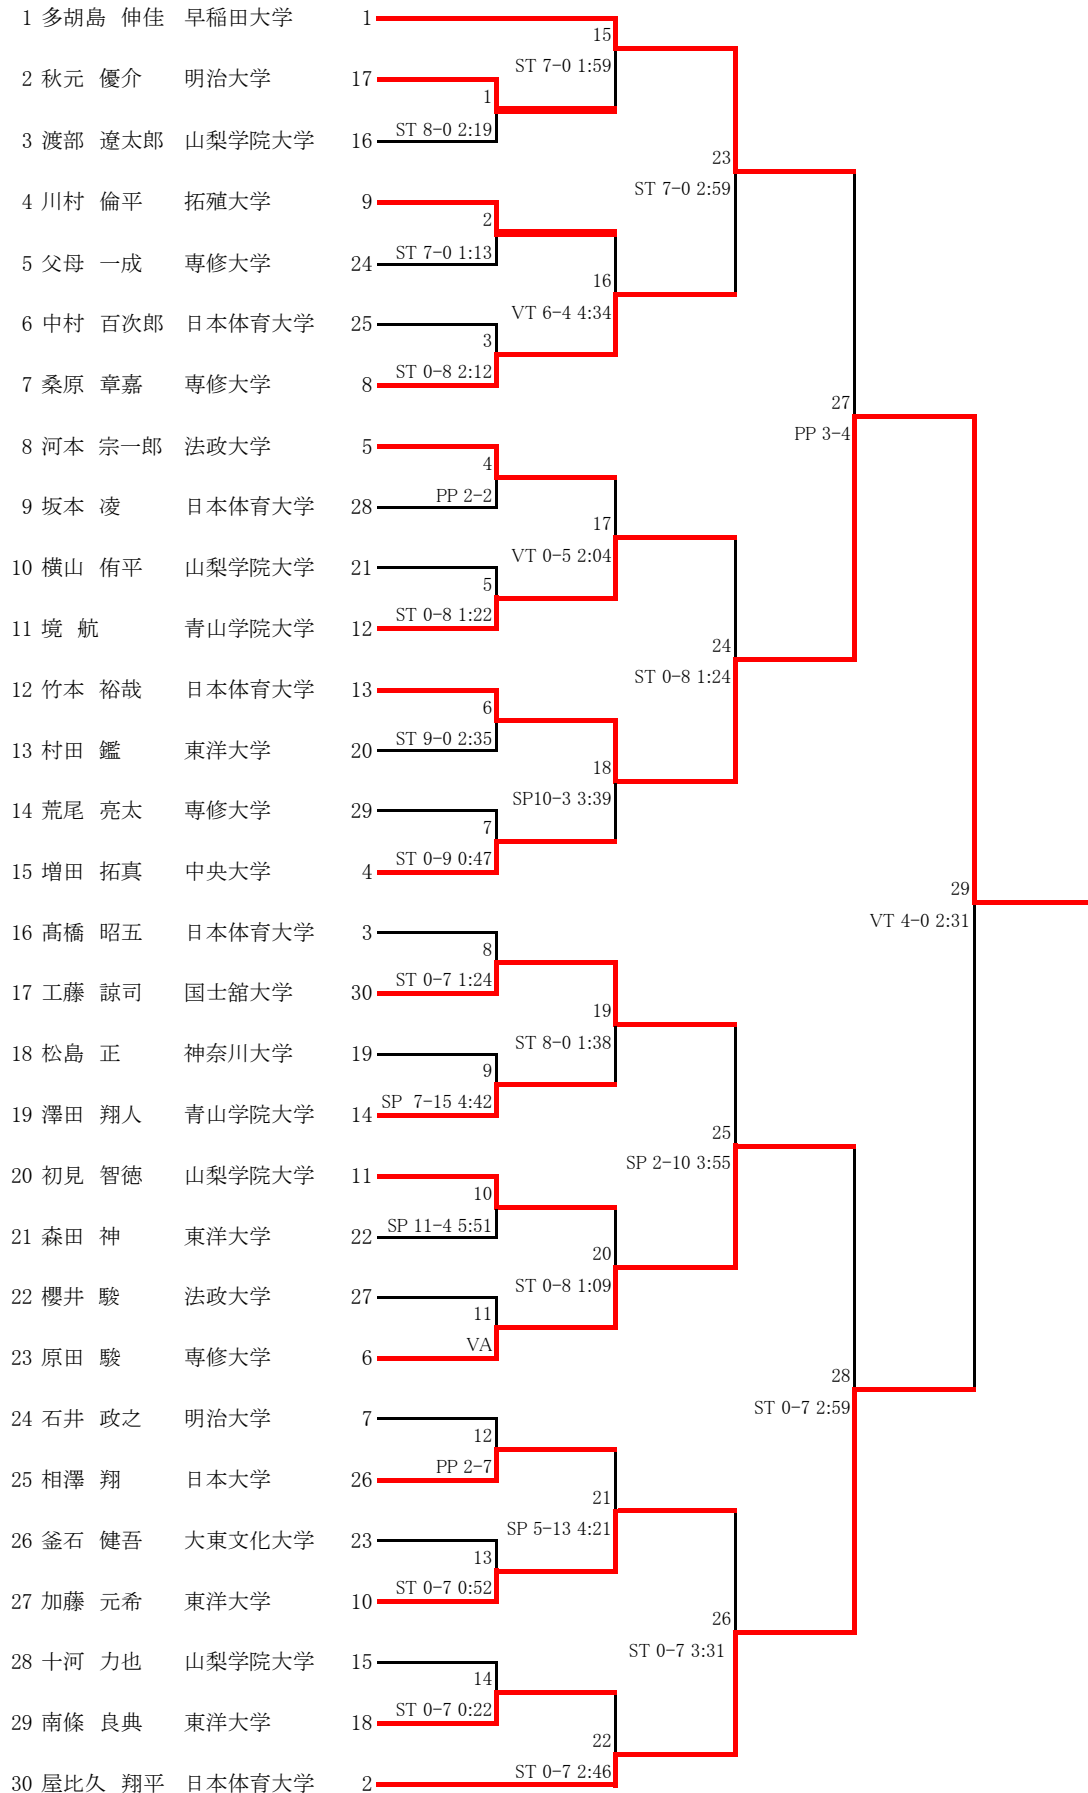 1 多胡島 伸佳 早稲田大学 1
15
ST 7-0 1:59
2 秋元 優介 明治大学 17
1
ST 8-0 2:19
3 渡部 遼太郎 山梨学院大学 16
23
ST 7-0 2:59
4 川村 倫平 拓殖大学 9
2
ST 7-0 1:13
5 父母 一成 専修大学 24
16
VT 6-4 4:34
6 中村 百次郎 日本体育大学 25
3
ST 0-8 2:12
7 桑原 章嘉 専修大学 8
27
PP 3-4
8 河本 宗一郎 法政大学 5
4
PP 2-2
9 坂本 凌 日本体育大学 28
17
VT 0-5 2:04
10 横山 侑平 山梨学院大学 21
5
ST 0-8 1:22
11 境 航 青山学院大学 12
24
ST 0-8 1:24
12 竹本 裕哉 日本体育大学 13
6
ST 9-0 2:35
13 村田 鑑 東洋大学 20
18
SP10-3 3:39
14 荒尾 亮太 専修大学 29
7
ST 0-9 0:47
15 増田 拓真 中央大学 4
29
VT 4-0 2:31
16 髙橋 昭五 日本体育大学 3
8
ST 0-7 1:24
17 工藤 諒司 国士舘大学 30
19
ST 8-0 1:38
18 松島 正 神奈川大学 19
9
SP 7-15 4:42
19 澤田 翔人 青山学院大学 14
25
SP 2-10 3:55
20 初見 智徳 山梨学院大学 11
10
SP 11-4 5:51
21 森田 神 東洋大学 22
20
ST 0-8 1:09
22 櫻井 駿 法政大学 27
11
VA
23 原田 駿 専修大学 6
28
ST 0-7 2:59
24 石井 政之 明治大学 7
12
PP 2-7
25 相澤 翔 日本大学 26
21
SP 5-13 4:21
26 釜石 健吾 大東文化大学 23
13
ST 0-7 0:52
27 加藤 元希 東洋大学 10
26
ST 0-7 3:31
28 十河 力也 山梨学院大学 15
14
ST 0-7 0:22
29 南條 良典 東洋大学 18
22
ST 0-7 2:46
30 屋比久 翔平 日本体育大学 2